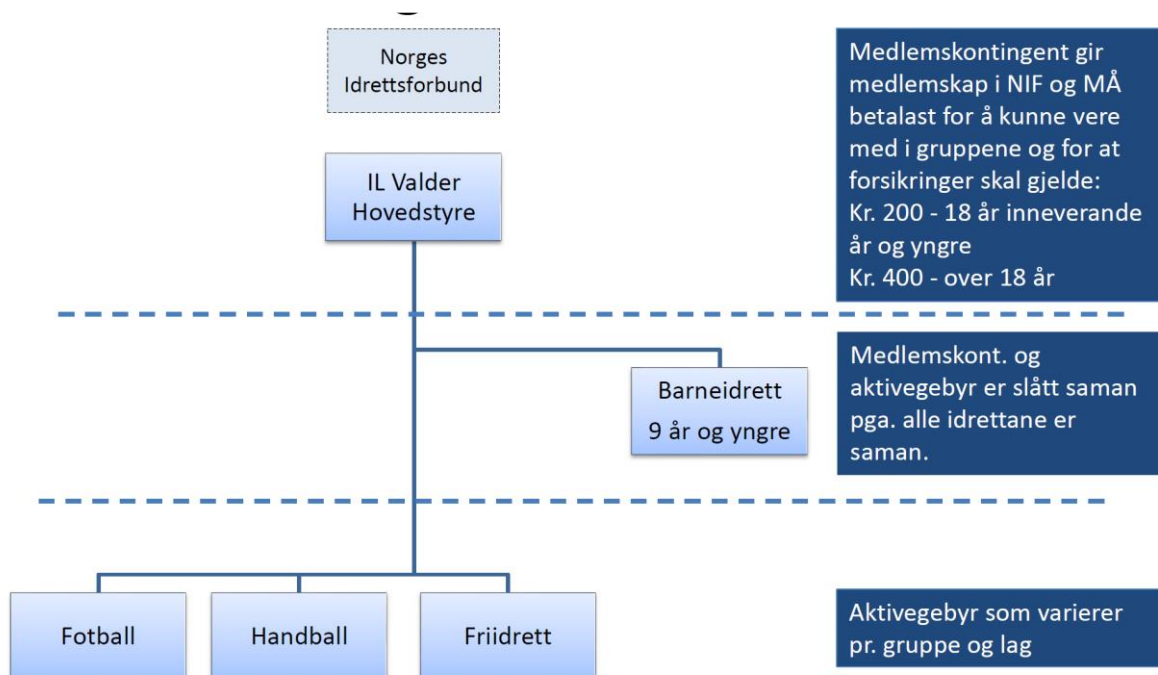 Norges
Idrettsforbund
IL Valder
Hovedstyre
Medlemskontingent gir
medlemskap i NIF og MÅ
betalast for å kunne vere
med i gruppene og for at
forsikringer skal gjelde:
Kr. 200 - 18 år inneverande
år og yngre
Kr. 400 - over 18 år
Barneidrett
9 år og yngre
Medlemskont. og
aktivegebyr er slått saman
pga. alle idrettane er
saman.
Fotball
Handball
Friidrett
Aktivegebyr som varierer
pr. gruppe og lag